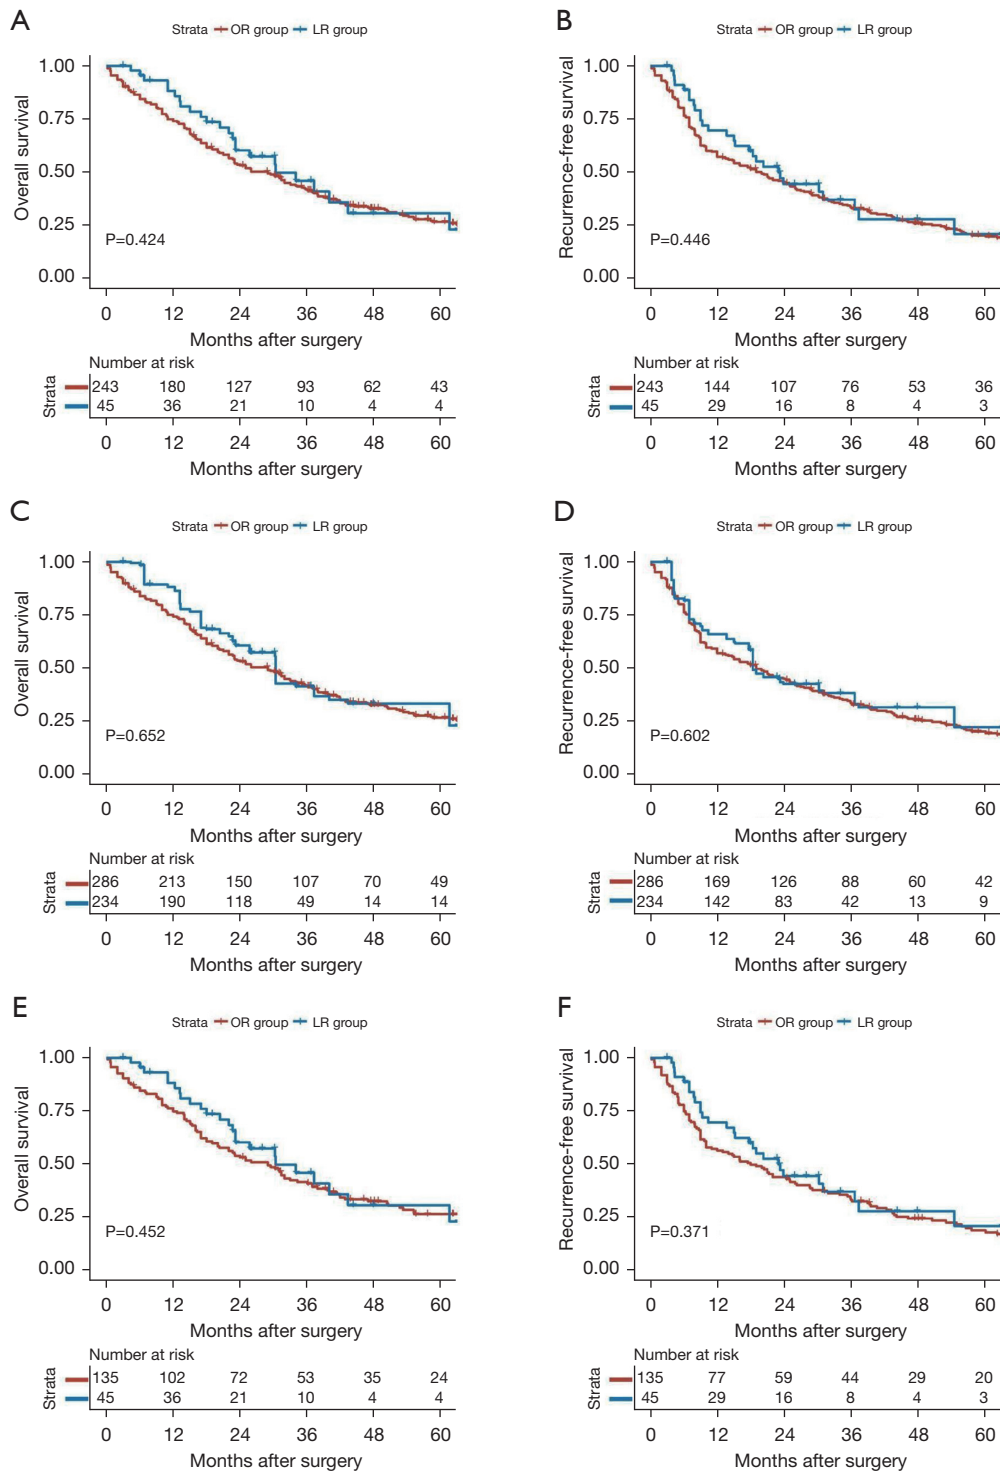 A
Strata OR group LR group
Overall survival
1.00
0.75
0.50
0.25
0.00
P=0.424
0 12 24 36 48 60
Months after surgery
Number at risk
Strata
243 180 127 93 62 43
45 36 21 10 4 4
0 12 24 36 48 60
Months after surgery
B
Strata OR group LR group
Recurrence-free survival
1.00
0.75
0.50
0.25
0.00
P=0.446
0 12 24 36 48 60
Months after surgery
Number at risk
Strata
243 144 107 76 53 36
45 29 16 8 4 3
0 12 24 36 48 60
Months after surgery
C
Strata OR group LR group
Overall survival
1.00
0.75
0.50
0.25
0.00
P=0.652
0 12 24 36 48 60
Months after surgery
Number at risk
Strata
286 213 150 107 70 49
234 190 118 49 14 14
0 12 24 36 48 60
Months after surgery
D
Strata OR group LR group
Recurrence-free survival
1.00
0.75
0.50
0.25
0.00
P=0.602
0 12 24 36 48 60
Months after surgery
Number at risk
Strata
286 169 126 88 60 42
234 142 83 42 13 9
0 12 24 36 48 60
Months after surgery
E
Strata OR group LR group
Overall survival
1.00
0.75
0.50
0.25
0.00
P=0.452
0 12 24 36 48 60
Months after surgery
Number at risk
Strata
135 102 72 53 35 24
45 36 21 10 4 4
0 12 24 36 48 60
Months after surgery
F
Strata OR group LR group
Recurrence-free survival
1.00
0.75
0.50
0.25
0.00
P=0.371
0 12 24 36 48 60
Months after surgery
Number at risk
Strata
135 77 59 44 29 20
45 29 16 8 4 3
0 12 24 36 48 60
Months after surgery